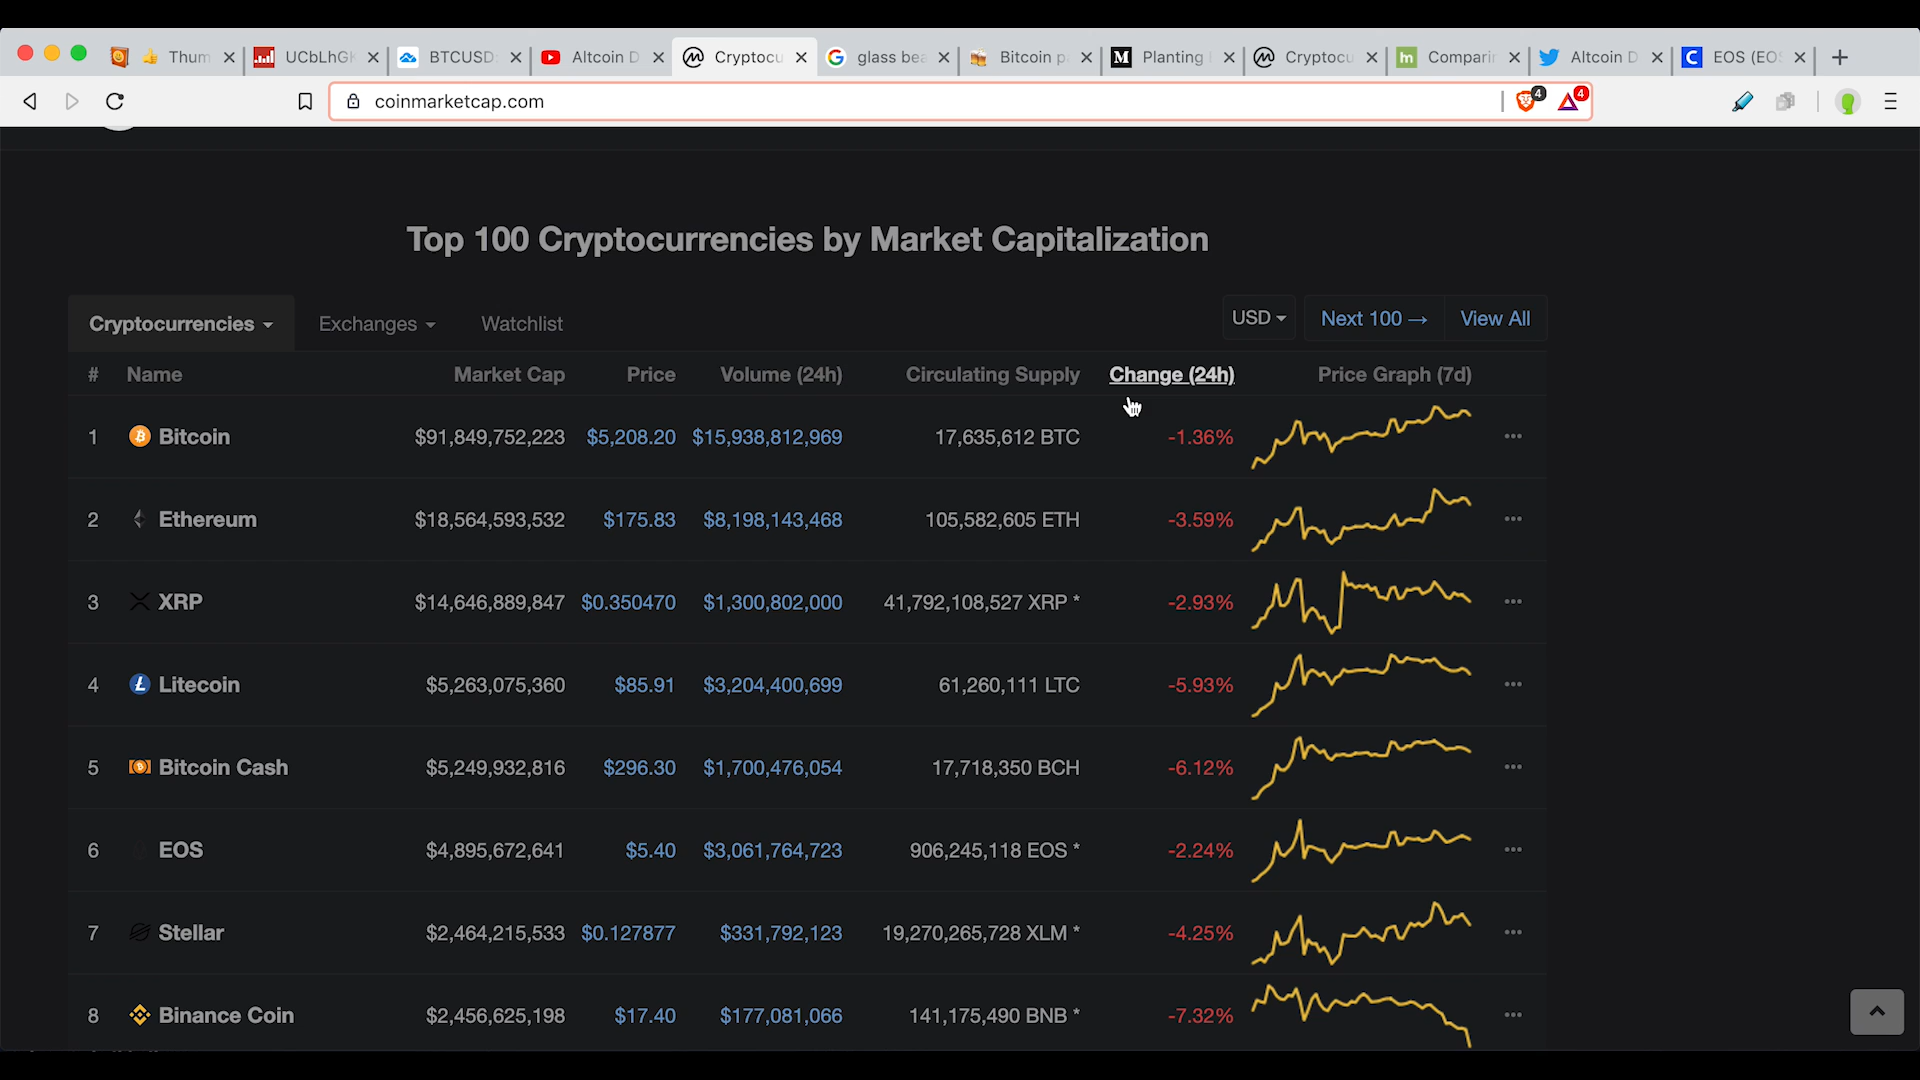 Thum UCbLhGk BTCUSD: Altcoin D Cryptocu glass bea Bitcoin p Planting Cryptocu Comparin Altcoin D EOS (EOS
coinmarketcap.com 4 4
Top 100 Cryptocurrencies by Market Capitalization
Cryptocurrencies Exchanges Watchlist USD Next 100 → View All
# Name Market Cap Price Volume (24h) Circulating Supply Change (24h) Price Graph (7d)
1 Bitcoin $91,849,752,223 $5,208.20 $15,938,812,969 17,635,612 BTC -1.36%
2 Ethereum $18,564,593,532 $175.83 $8,198,143,468 105,582,605 ETH -3.59%
3 XRP $14,646,889,847 $0.350470 $1,300,802,000 41,792,108,527 XRP * -2.93%
4 Litecoin $5,263,075,360 $85.91 $3,204,400,699 61,260,111 LTC -5.93%
5 Bitcoin Cash $5,249,932,816 $296.30 $1,700,476,054 17,718,350 BCH -6.12%
6 EOS $4,895,672,641 $5.40 $3,061,764,723 906,245,118 EOS * -2.24%
7 Stellar $2,464,215,533 $0.127877 $331,792,123 19,270,265,728 XLM * -4.25%
8 Binance Coin $2,456,625,198 $17.40 $177,081,066 141,175,490 BNB * -7.32%